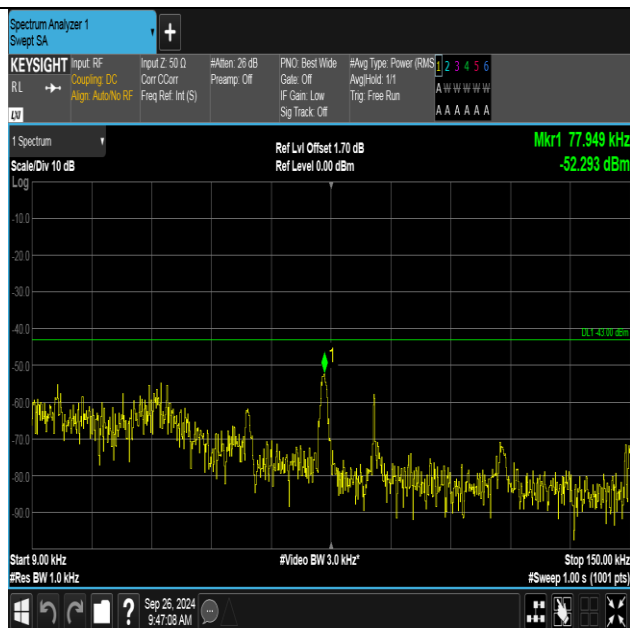 Spectrum Analyzer 1
Swept SA
+
KEYSIGHT
RL
LXI
Input: RF
Coupling: DC
Align: Auto/No RF
Input Z: 50 Ω
Corr CCorr
Freq Ref: Int (S)
#Atten: 26 dB
Preamp: Off
PNO: Best Wide
Gate: Off
IF Gain: Low
Sig Track: Off
#Avg Type: Power (RMS
Avg|Hold: 1/1
Trig: Free Run
1 2 3 4 5 6
A W W W W W
A A A A A A
1 Spectrum
Scale/Div 10 dB
Log
Ref Lvl Offset 1.70 dB
Ref Level 0.00 dBm
Mkr1 77.949 kHz
-52.293 dBm
-10.0
-20.0
-30.0
-40.0
DL1 -43.00 dBm
1
-50.0
-60.0
-70.0
-80.0
-90.0
Start 9.00 kHz
#Res BW 1.0 kHz
#Video BW 3.0 kHz*
Stop 150.00 kHz
#Sweep 1.00 s (1001 pts)
?
Sep 26, 2024
9:47:08 AM